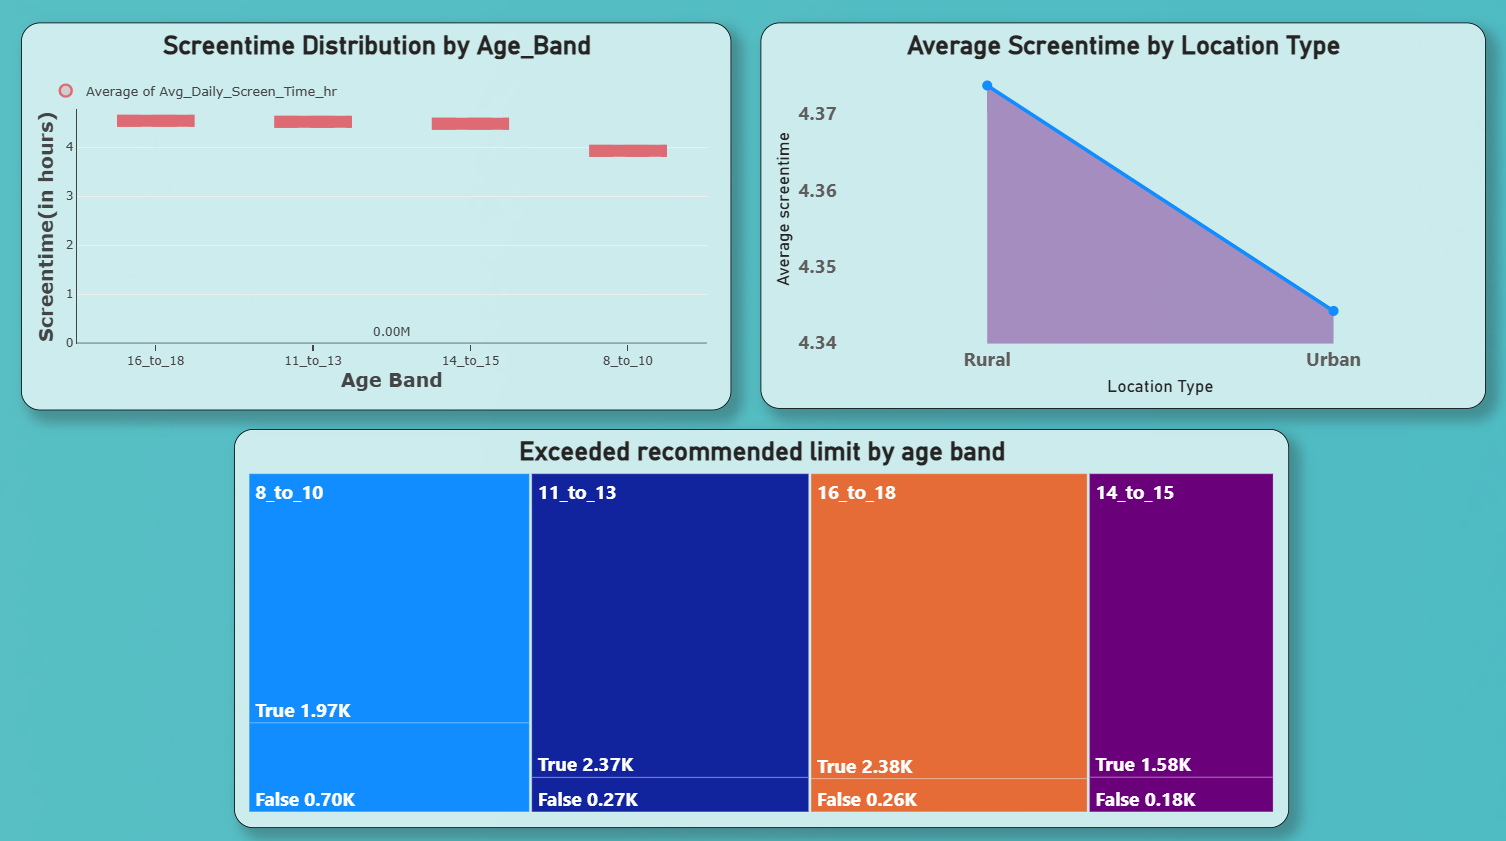 Screentime Distribution by Age_Band
Average of Avg_Daily_Screen_Time_hr
Screentime(in hours)
4
3
2
1
0
0.00M
16_to_18
11_to_13
14_to_15
8_to_10
Age Band
Average Screentime by Location Type
Average screentime
4.37
4.36
4.35
4.34
Rural
Urban
Location Type
Exceeded recommended limit by age band
8_to_10
True 1.97K
False 0.70K
11_to_13
True 2.37K
False 0.27K
16_to_18
True 2.38K
False 0.26K
14_to_15
True 1.58K
False 0.18K